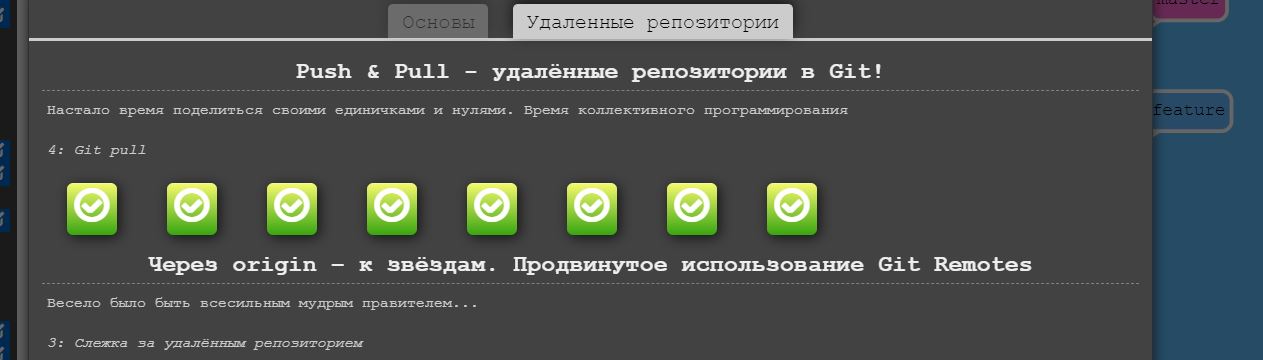 Основы
Удаленные репозитории
master
Push & Pull - удалённые репозитории в Git!
Настало время поделиться своими единичками и нулями. Время коллективного программирования
feature
4: Git pull
Через origin – к звёздам. Продвинутое использование Git Remotes
Весело было быть всесильным мудрым правителем...
3: Слежка за удалённым репозиторием